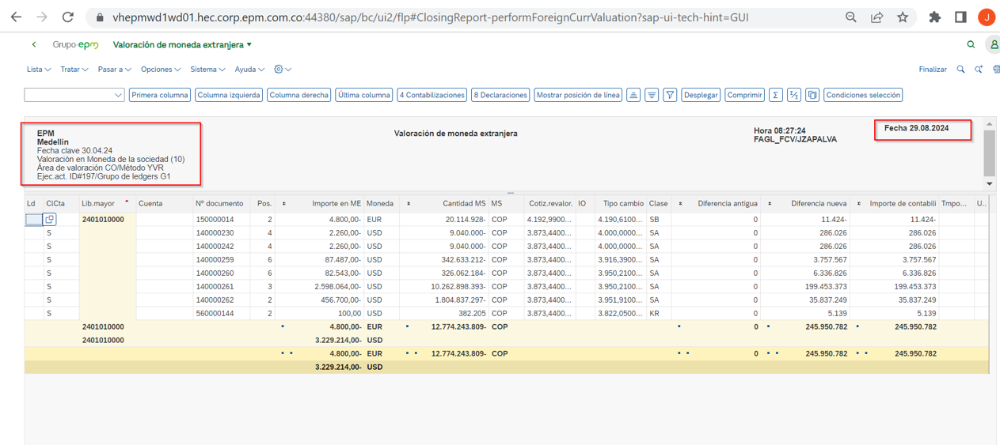 vhepmwd1wd01.hec.corp.epm.com.co:44380/sap/bc/ui2/flp#ClosingReport-performForeignCurrValuation?sap-ui-tech-hint=GUI
J
Grupo·epm Valoración de moneda extranjera
Lista Tratar Pasar a Opciones Sistema Ayuda Finalizar
Primera columna Columna izquierda Columna derecha Última columna 4 Contabilizaciones 8 Declaraciones Mostrar posición de línea Desplegar Comprimir Σ Condiciones selección
EPM Valoración de moneda extranjera Hora 08:27:24 Fecha 29.08.2024
Medellín FAGL_FCV/JZAPALVA
Fecha clave 30.04.24
Valoración en Moneda de la sociedad (10)
Área de valoración CO/Método YVR
Ejec.act. ID#197/Grupo de ledgers G1
Ld ClCta Lib.mayor Cuenta Nº documento Pos. Importe en ME Moneda Cantidad MS MS Cotiz.revalor. IO Tipo cambio Clase Diferencia antigua Diferencia nueva Importe de contabili Tmpo... U..
2401010000 150000014 2 4.800,00- EUR 20.114.928- COP 4.192,9900... 4.190,6100... SB 0 11.424- 11.424-
S 140000230 4 2.260,00- USD 9.040.000- COP 3.873,4400... 4.000,0000... SA 0 286.026 286.026
S 140000242 4 2.260,00- USD 9.040.000- COP 3.873,4400... 4.000,0000... SA 0 286.026 286.026
S 140000259 6 87.487,00- USD 342.633.212- COP 3.873,4400... 3.916,3900... SA 0 3.757.567 3.757.567
S 140000260 6 82.543,00- USD 326.062.184- COP 3.873,4400... 3.950,2100... SA 0 6.336.826 6.336.826
S 140000261 3 2.598.064,00- USD 10.262.898.393- COP 3.873,4400... 3.950,2100... SA 0 199.453.373 199.453.373
S 140000262 2 456.700,00- USD 1.804.837.297- COP 3.873,4400... 3.951,9100... SA 0 35.837.249 35.837.249
S 560000144 2 100,00 USD 382.205 COP 3.873,4400... 3.822,0500... KR 0 5.139 5.139
2401010000 4.800,00- EUR 12.774.243.809- COP 0 245.950.782 245.950.782
2401010000 3.229.214,00- USD
4.800,00- EUR 12.774.243.809- COP 0 245.950.782 245.950.782
3.229.214,00- USD